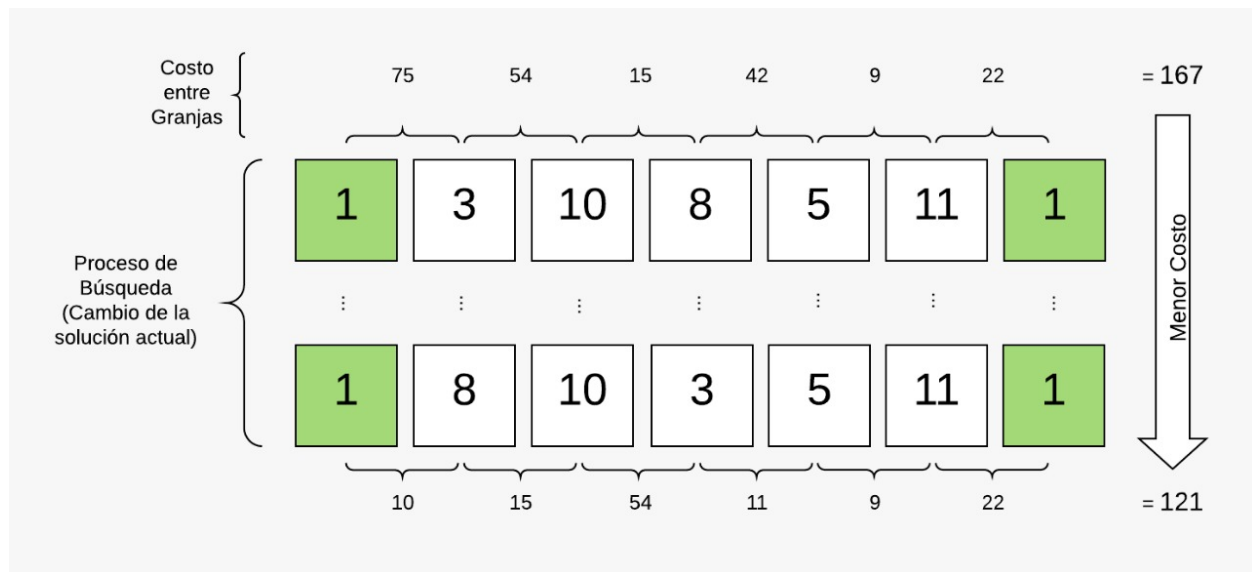 Costo
entre
Granjas
75 54 15 42 9 22 = 167
1 3 10 8 5 11 1
Proceso de
Búsqueda
(Cambio de la
solución actual)
⋮ ⋮ ⋮ ⋮ ⋮ ⋮ ⋮
Menor Costo
1 8 10 3 5 11 1
10 15 54 11 9 22 = 121